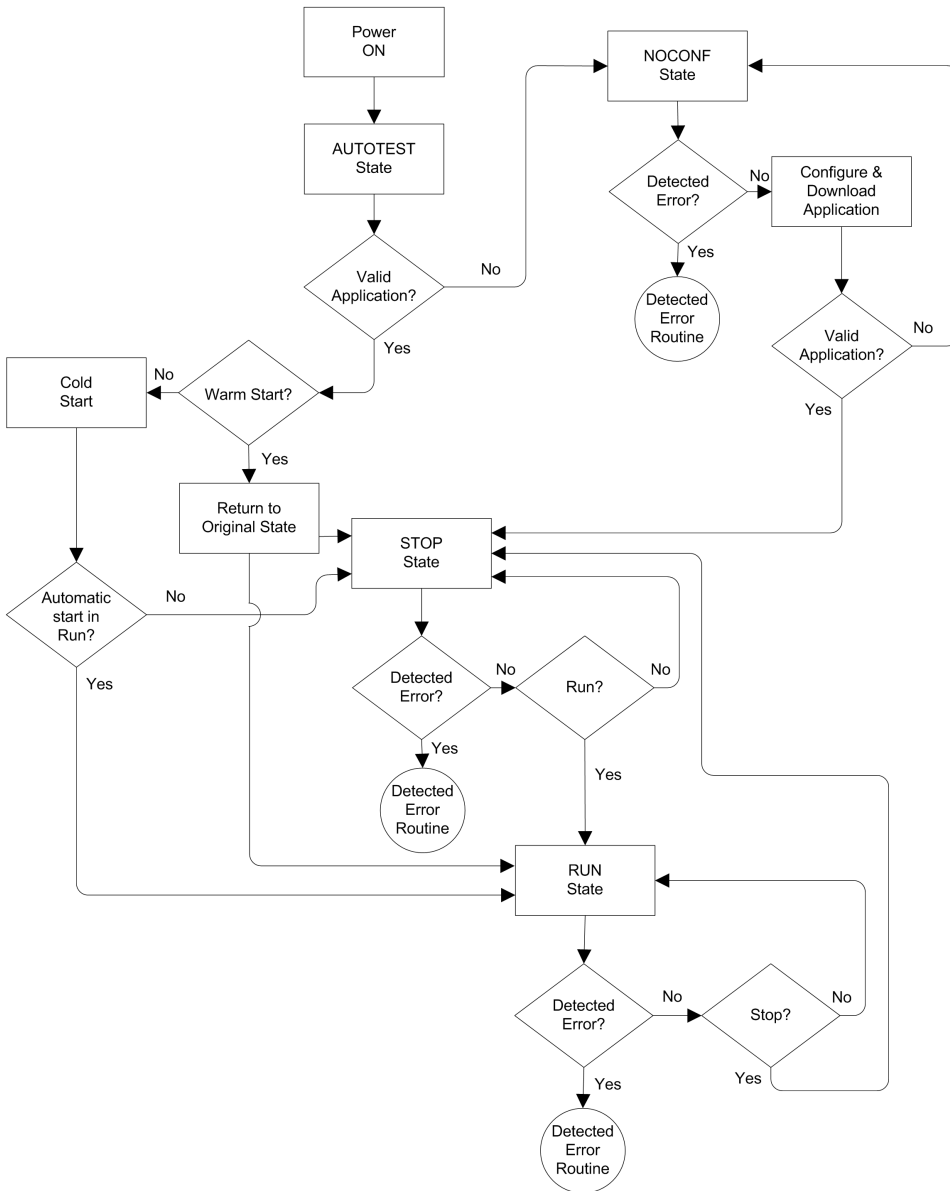 Power
ON
NOCONF
State
AUTOTEST
State
Detected
Error?
No
Configure &
Download
Application
Yes
Valid
Application?
No
Detected
Error
Routine
Valid
Application?
No
Yes
Yes
Cold
Start
No
Warm Start?
Yes
Return to
Original State
STOP
State
Automatic
start in
Run?
No
Yes
Detected
Error?
No
Run?
No
Yes
Yes
Detected
Error
Routine
RUN
State
Detected
Error?
No
Stop?
No
Yes
Yes
Detected
Error
Routine